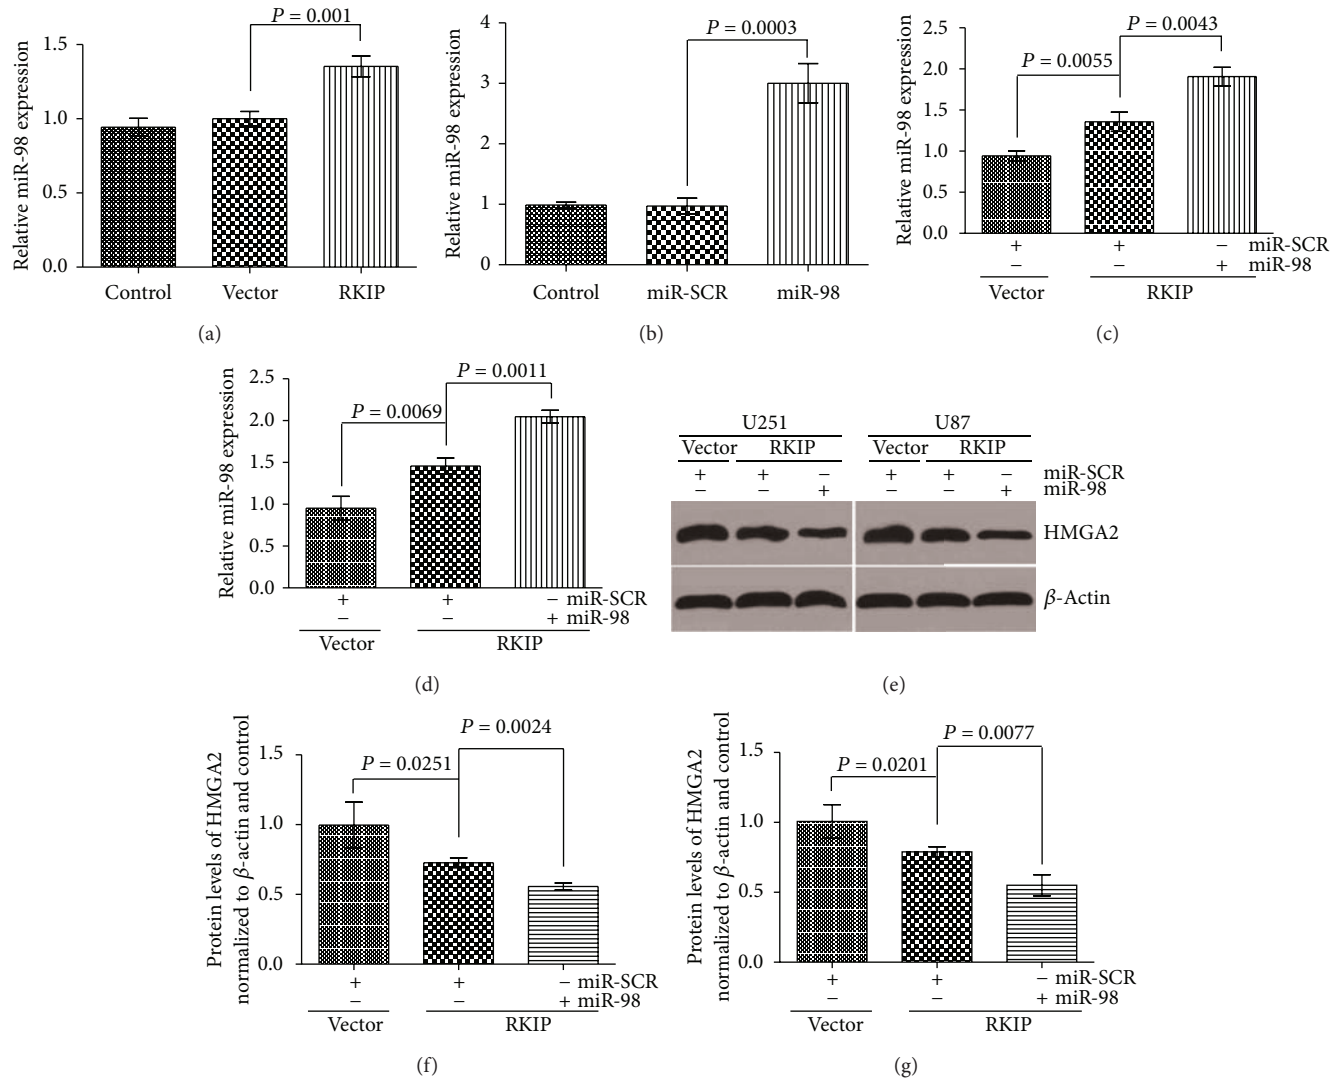 P = 0.001
1.5
1.0
0.5
0.0
Relative miR-98 expression
Control Vector RKIP
(a)
P = 0.0003
4
3
2
1
0
Relative miR-98 expression
Control miR-SCR miR-98
(b)
P = 0.0043
P = 0.0055
2.5
2.0
1.5
1.0
0.5
0.0
Relative miR-98 expression
+ + − miR-SCR
− − + miR-98
Vector RKIP
(c)
P = 0.0011
P = 0.0069
2.5
2.0
1.5
1.0
0.5
0.0
Relative miR-98 expression
+ + − miR-SCR
− − + miR-98
Vector RKIP
(d)
U251 U87
Vector RKIP Vector RKIP
+ + − + + − miR-SCR
− − + − − + miR-98
HMGA2
β-Actin
(e)
P = 0.0024
P = 0.0251
1.5
1.0
0.5
0.0
Protein levels of HMGA2
normalized to β-actin and control
+ + − miR-SCR
− − + miR-98
Vector RKIP
(f)
P = 0.0077
P = 0.0201
1.5
1.0
0.5
0.0
Protein levels of HMGA2
normalized to β-actin and control
+ + − miR-SCR
− − + miR-98
Vector RKIP
(g)